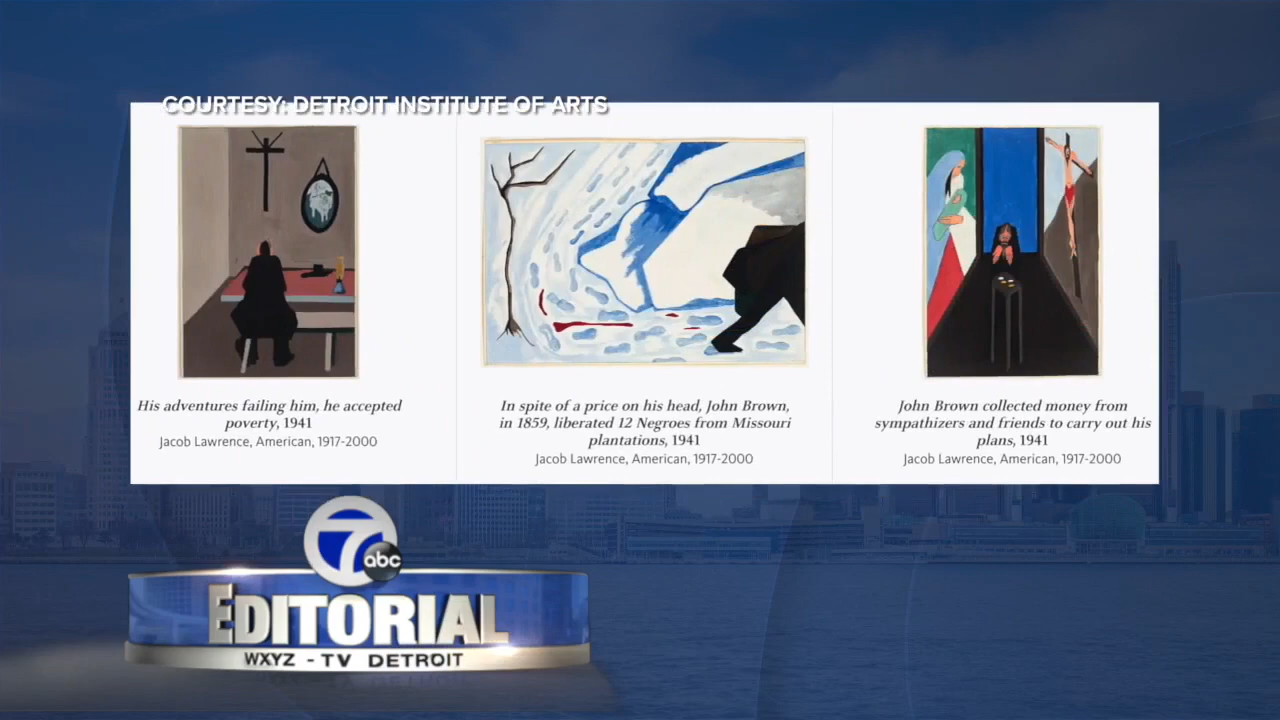 COURTESY: DETROIT INSTITUTE OF ARTS
His adventures failing him, he accepted
poverty, 1941
Jacob Lawrence, American, 1917-2000
In spite of a price on his head, John Brown,
in 1859, liberated 12 Negroes from Missouri
plantations, 1941
Jacob Lawrence, American, 1917-2000
John Brown collected money from
sympathizers and friends to carry out his
plans, 1941
Jacob Lawrence, American, 1917-2000
7 abc
EDITORIAL
WXYZ - TV DETROIT